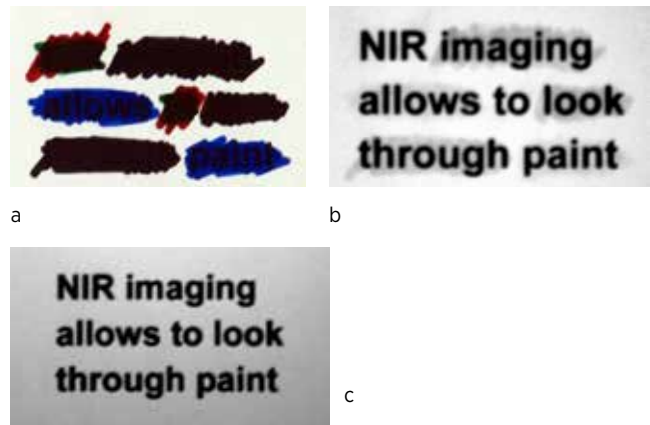 allows
paint
a
NIR imaging
allows to look
through paint
b
NIR imaging
allows to look
through paint
c